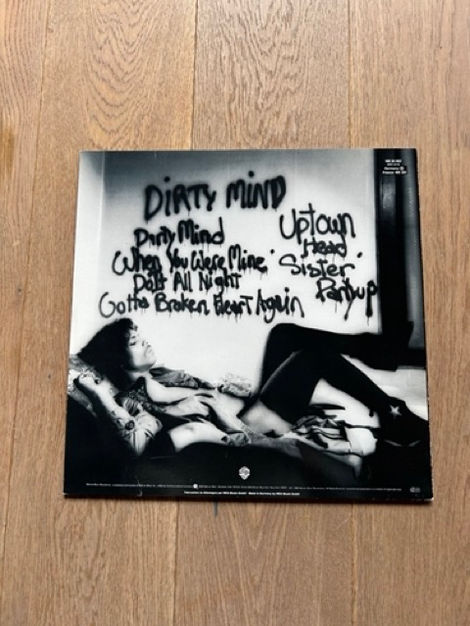 DiRTY MiND
Dirty Mind
When You Were Mine
Do It All Night
Gotta Broken Heart Again
Uptown
Head
Sister
Partyup